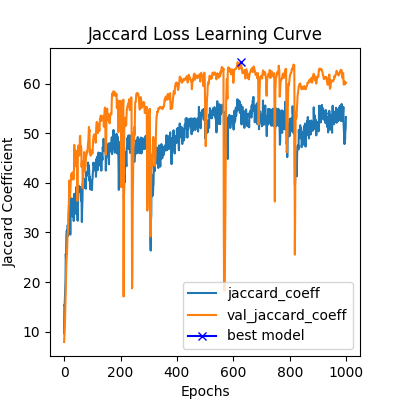 Jaccard Loss Learning Curve
Jaccard Coefficient
60
50
40
30
20
10
jaccard_coeff
val_jaccard_coeff
best model
0
200
400
600
800
1000
Epochs